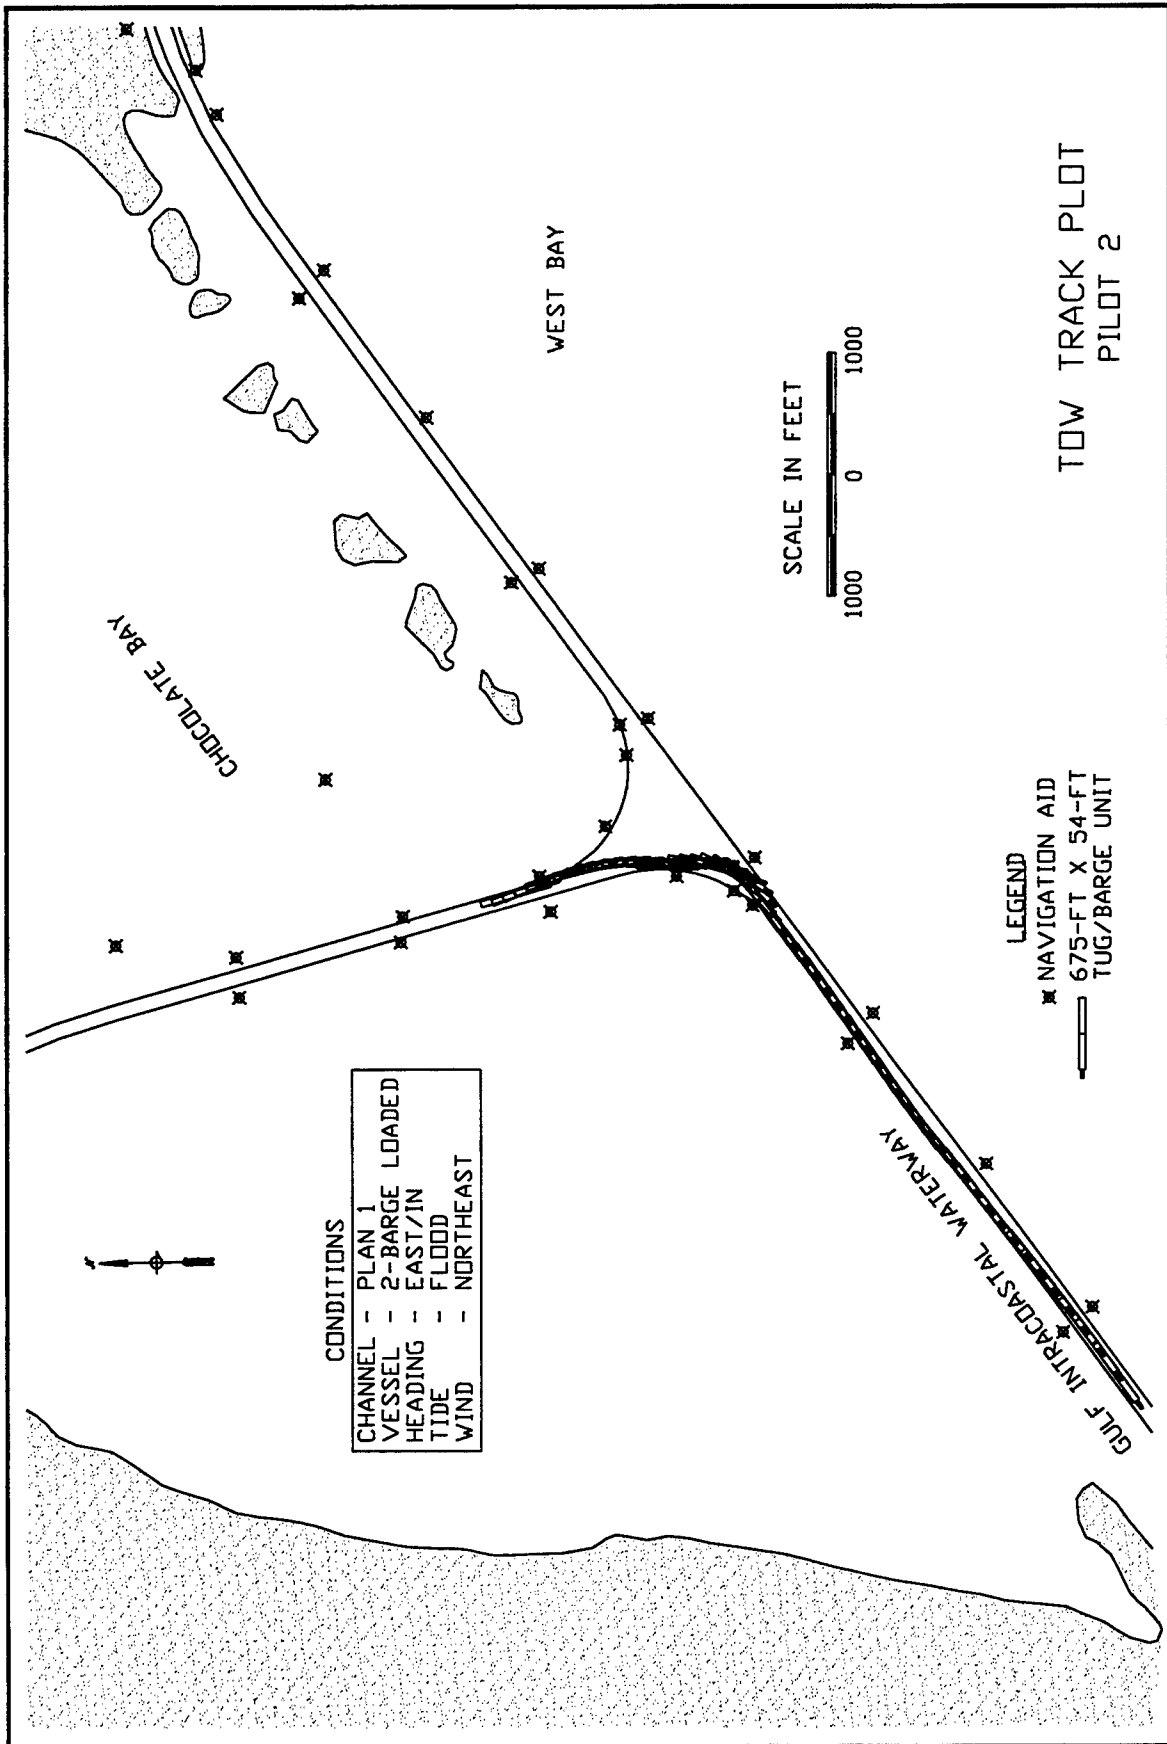 N
CHOCOLATE BAY
WEST BAY
CONDITIONS
CHANNEL - PLAN 1
VESSEL - 2-BARGE LOADED
HEADING - EAST/IN
TIDE - FLOOD
WIND - NORTHEAST
GULF INTRACOASTAL WATERWAY
SCALE IN FEET
1000 0 1000
LEGEND
NAVIGATION AID
675-FT X 54-FT
TUG/BARGE UNIT
TOW TRACK PLOT
PILOT 2